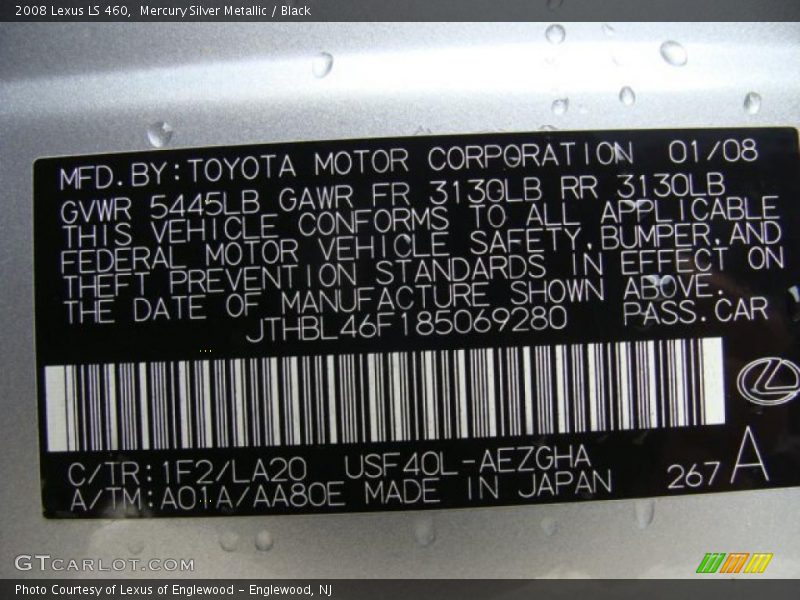 2008 Lexus LS 460,  Mercury Silver Metallic / Black
MFD.BY:TOYOTA MOTOR CORPORATION 01/08
GVWR 5445LB GAWR FR 3130LB RR 3130LB
THIS VEHICLE CONFORMS TO ALL APPLICABLE
FEDERAL MOTOR VEHICLE SAFETY,BUMPER,AND
THEFT PREVENTION STANDARDS IN EFFECT ON
THE DATE OF MANUFACTURE SHOWN ABOVE.
JTHBL46F185069280 PASS.CAR
C/TR:1F2/LA20 USF40L-AEZGHA
A/TM:A01A/AA80E MADE IN JAPAN 267 A
GTCARLOT.COM
Photo Courtesy of Lexus of Englewood – Englewood, NJ